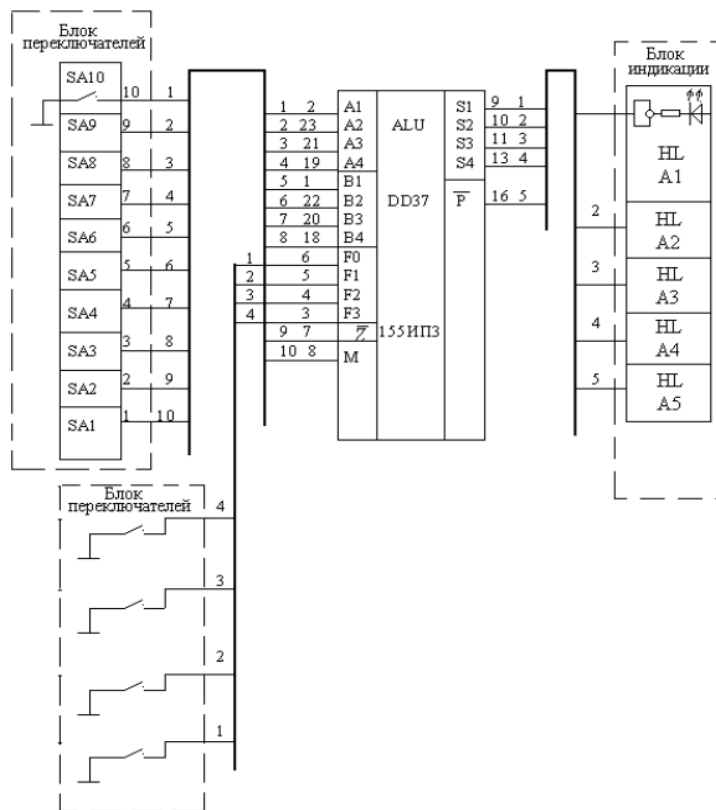 Блок
переключателей
SA10 10 1
SA9 9 2
SA8 8 3
SA7 7 4
SA6 6 5
SA5 5 6
SA4 4 7
SA3 3 8
SA2 2 9
SA1 1 10
1 2 A1 ALU S1 9 1
2 23 A2 S2 10 2
3 21 A3 S3 11 3
4 19 A4 S4 13 4
5 1 B1
6 22 B2 DD37 P 16 5
7 20 B3
8 18 B4
1 6 F0
2 5 F1
3 4 F2
4 3 F3
9 7 Z 155ИП3
10 8 M
Блок
индикации
HL
A1
2 HL
A2
3 HL
A3
4 HL
A4
5 HL
A5
Блок
переключателей
4
3
2
1